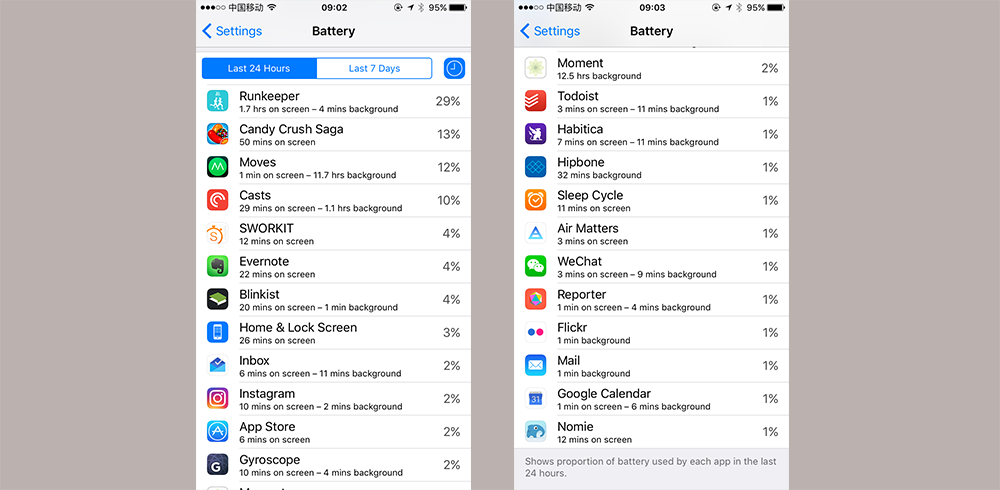 中国移动 09:02 95%
Settings Battery
Last 24 Hours Last 7 Days
Runkeeper 29%
1.7 hrs on screen – 4 mins background
Candy Crush Saga 13%
50 mins on screen
Moves 12%
1 min on screen – 11.7 hrs background
Casts 10%
29 mins on screen – 1.1 hrs background
SWORKIT 4%
12 mins on screen
Evernote 4%
22 mins on screen
Blinkist 4%
20 mins on screen – 1 min background
Home & Lock Screen 3%
26 mins on screen
Inbox 2%
6 mins on screen – 11 mins background
Instagram 2%
10 mins on screen – 2 mins background
App Store 2%
6 mins on screen
Gyroscope 2%
10 mins on screen – 4 mins background
中国移动 09:03 95%
Settings Battery
Moment 2%
12.5 hrs background
Todoist 1%
3 mins on screen – 11 mins background
Habitica 1%
7 mins on screen – 11 mins background
Hipbone 1%
32 mins background
Sleep Cycle 1%
11 mins on screen
Air Matters 1%
3 mins on screen
WeChat 1%
3 mins on screen – 9 mins background
Reporter 1%
1 min on screen – 4 mins background
Flickr 1%
1 min background
Mail 1%
1 min background
Google Calendar 1%
1 min on screen – 6 mins background
Nomie 1%
12 mins on screen
Shows proportion of battery used by each app in the last
24 hours.